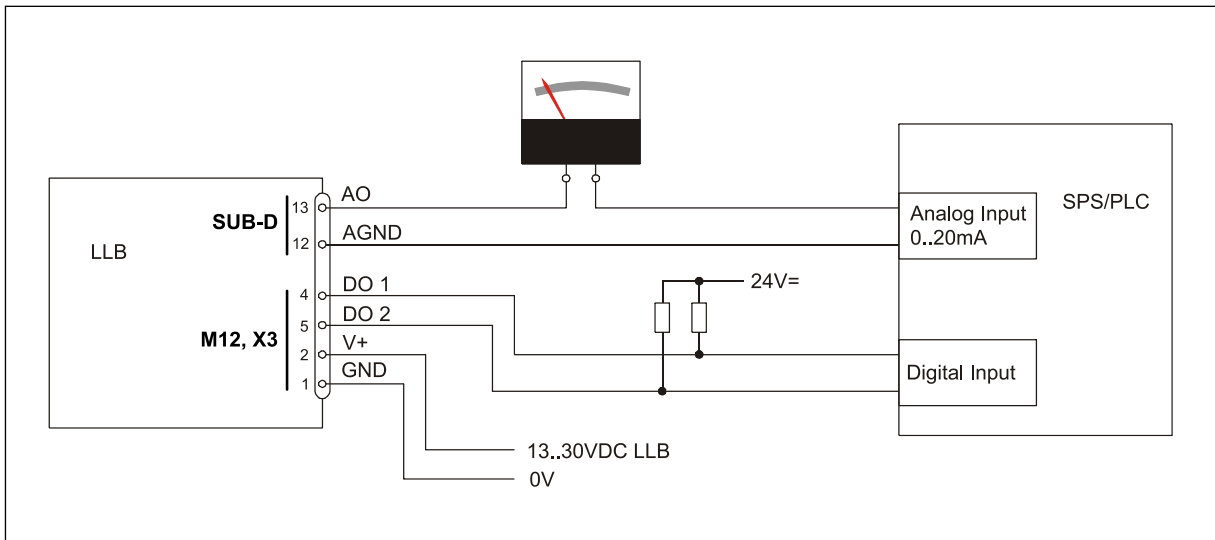 LLB
SUB-D
13
AO
12
AGND
M12, X3
4
DO 1
5
DO 2
2
V+
1
GND
24V=
13..30VDC LLB
0V
SPS/PLC
Analog Input
0..20mA
Digital Input